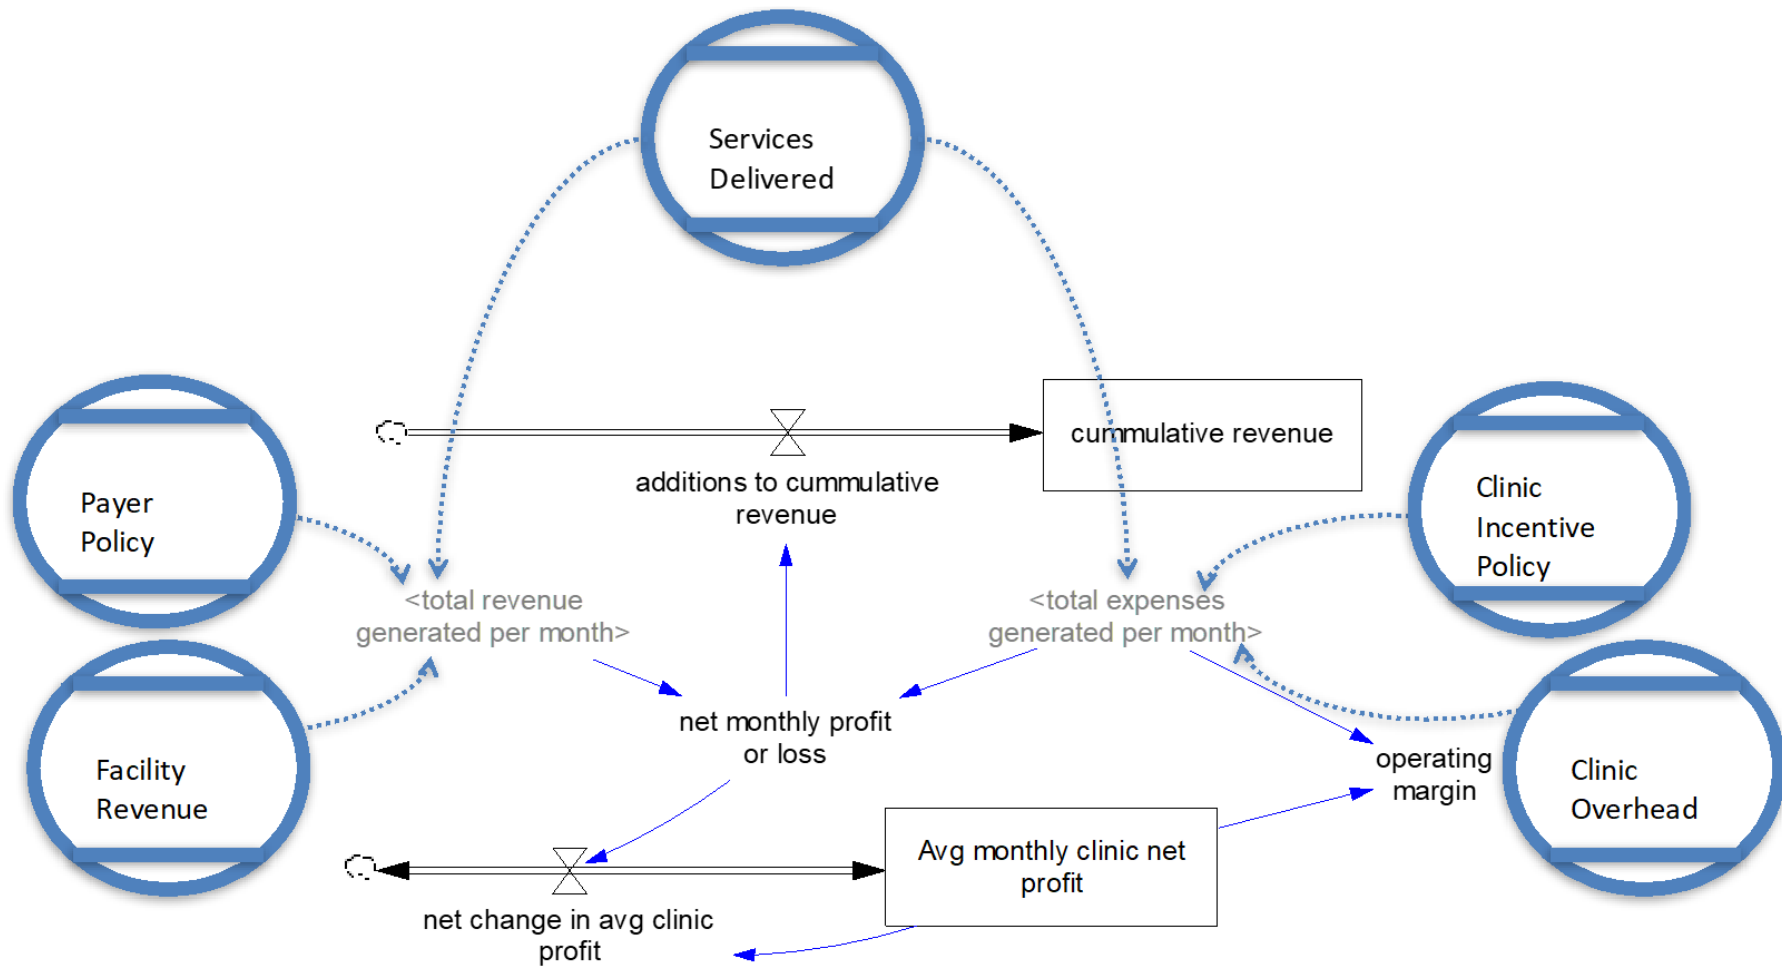 Services
Delivered
cummulative revenue
additions to cummulative
revenue
Payer
Policy
Clinic
Incentive
Policy
<total revenue
generated per month>
<total expenses
generated per month>
net monthly profit
or loss
operating
margin
Facility
Revenue
Clinic
Overhead
Avg monthly clinic net
profit
net change in avg clinic
profit